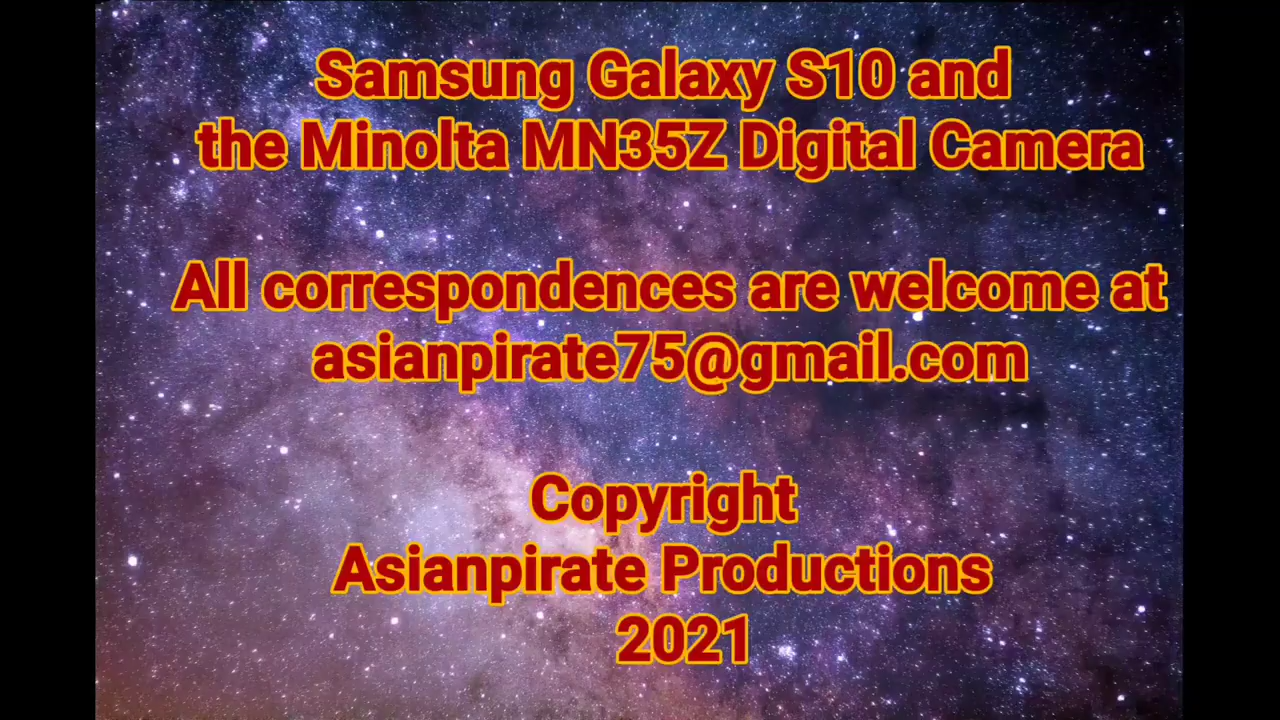 Samsung Galaxy S10 and
the Minolta MN35Z Digital Camera
All correspondences are welcome at
asianpirate75@gmail.com
Copyright
Asianpirate Productions
2021